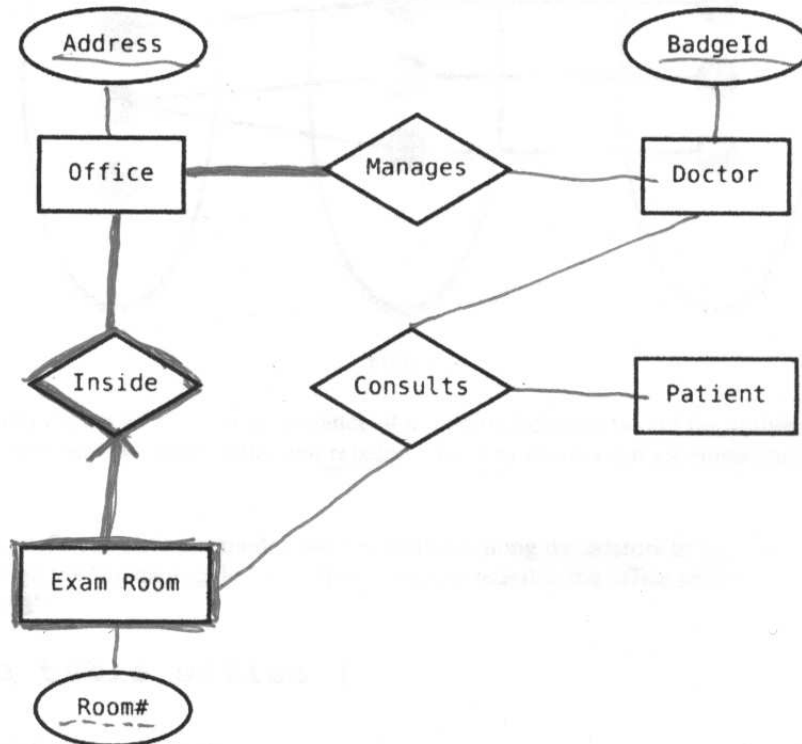 Address
BadgeId
Office
Manages
Doctor
Inside
Consults
Patient
Exam Room
Room#